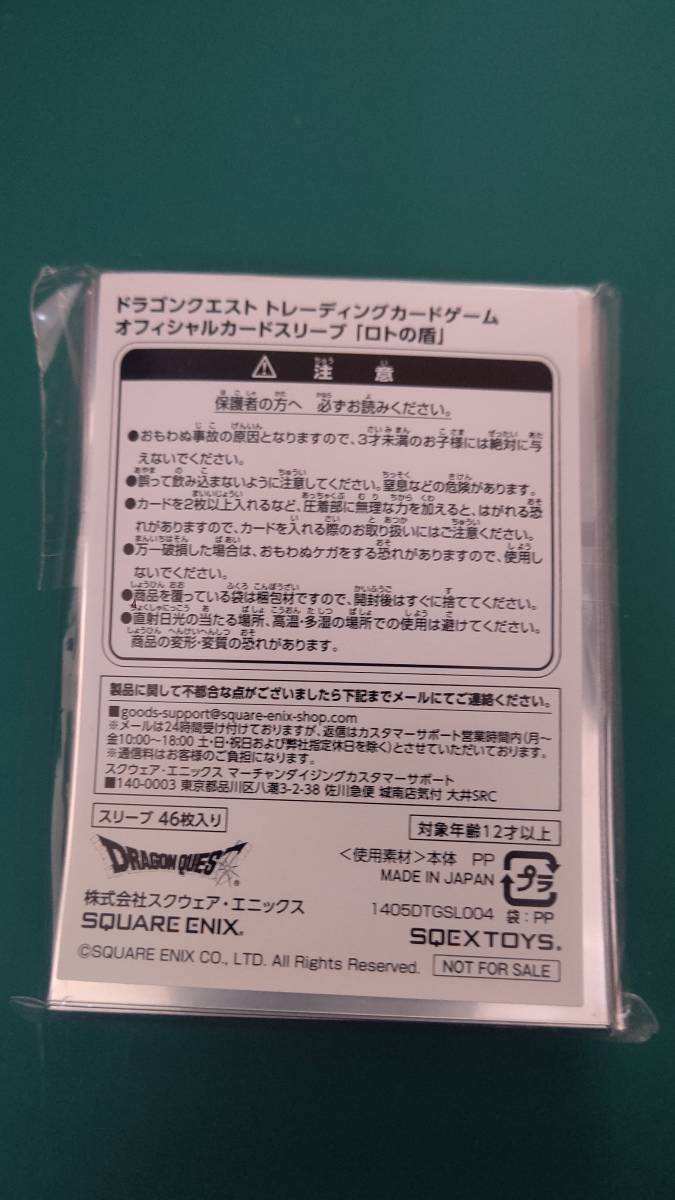 ドラゴンクエスト トレーディングカードゲーム
オフィシャルカードスリーブ「ロトの盾」
注意
保護者の方へ 必ずお読みください。
●おもわぬ事故の原因となりますので、3才未満のお子様には絶対に与
えないでください。
●誤って飲み込まないように注意してください。窒息などの危険があります。
●カードを2枚以上入れるなど、圧着部に無理な力を加えると、はがれる恐
れがありますので、カードを入れる際のお取り扱いにはご注意ください。
●万一破損した場合は、おもわぬケガをする恐れがありますので、使用し
ないでください。
●商品を覆っている袋は梱包材ですので、開封後はすぐに捨ててください。
●直射日光の当たる場所、高温・多湿の場所での使用は避けてください。
商品の変形・変質の恐れがあります。
製品に関して不都合な点がございましたら下記までメールにてご連絡ください。
■goods-support@square-enix-shop.com
※メールは24時間受け付けておりますが、返信はカスタマーサポート営業時間内(月〜
金10:00〜18:00 土・日・祝日および弊社指定休日を除く)とさせていただいております。
※通信料はお客様のご負担になります。
スクウェア・エニックス マーチャンダイジングカスタマーサポート
■140-0003 東京都品川区八潮3-2-38 佐川急便 城南店気付 大井SRC
スリーブ 46枚入り
対象年齢12才以上
DRAGON QUEST
<使用素材>本体 PP
MADE IN JAPAN
プラ
株式会社スクウェア・エニックス
1405DTGSL004 袋:PP
SQUARE ENIX.
SQEX TOYS.
©SQUARE ENIX CO., LTD. All Rights Reserved.
NOT FOR SALE